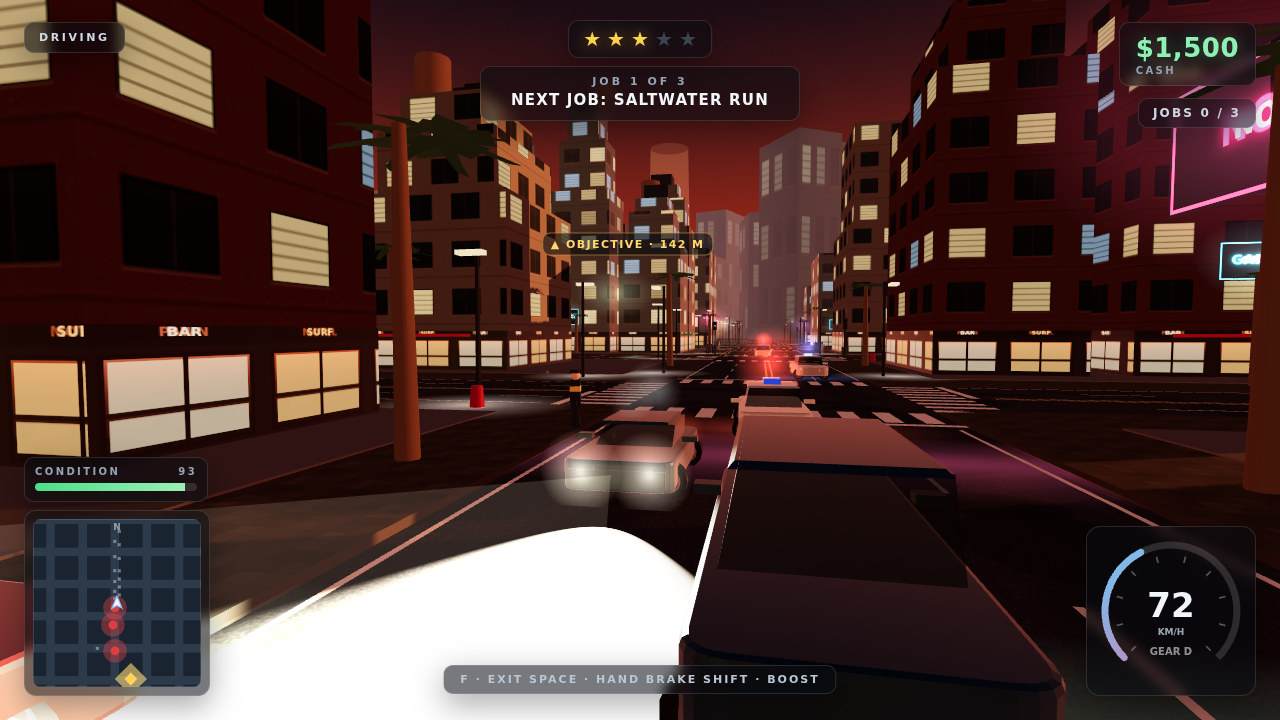 DRIVING
★★★★★
JOB 1 OF 3
NEXT JOB: SALTWATER RUN
$1,500
CASH
JOBS 0 / 3
▲ OBJECTIVE · 142 M
BAR
SURF
BAR
SURF
BAR
CONDITION 93
N
72
KM/H
GEAR D
F · EXIT SPACE · HAND BRAKE SHIFT · BOOST